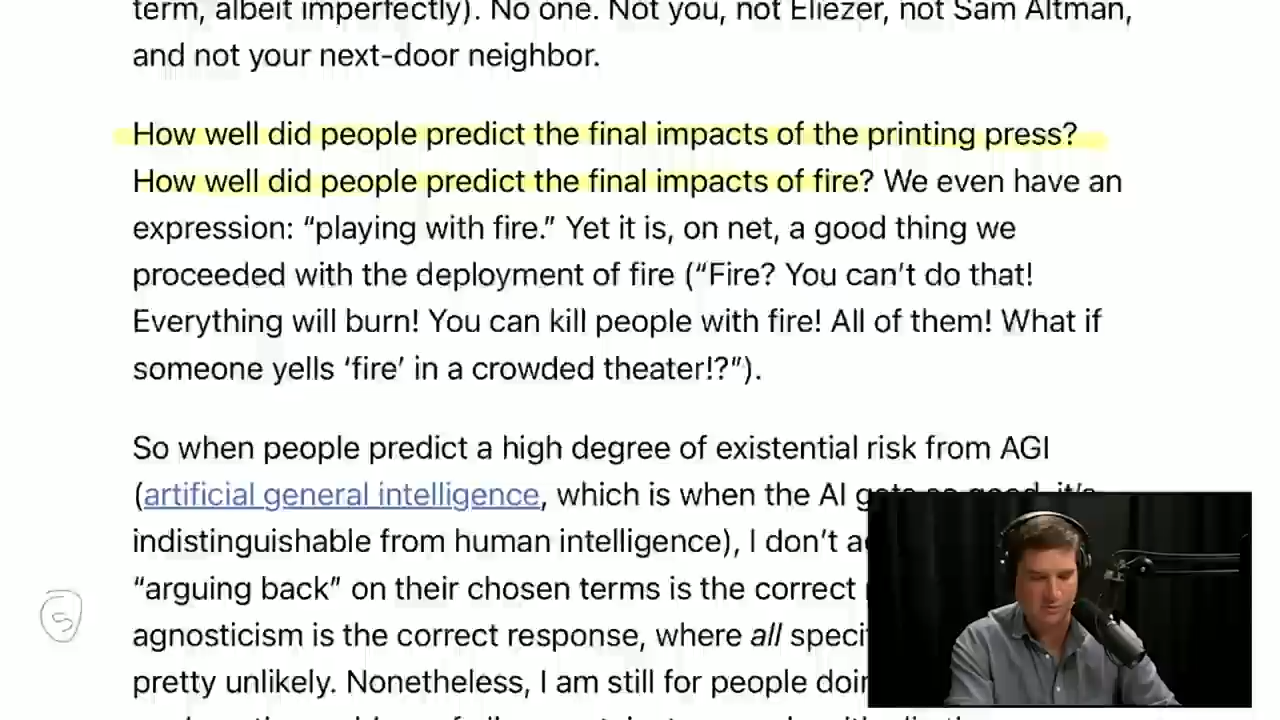 term, albeit imperfectly). No one. Not you, not Eliezer, not Sam Altman,
and not your next-door neighbor.
How well did people predict the final impacts of the printing press?
How well did people predict the final impacts of fire? We even have an
expression: “playing with fire.” Yet it is, on net, a good thing we
proceeded with the deployment of fire (“Fire? You can’t do that!
Everything will burn! You can kill people with fire! All of them! What if
someone yells ‘fire’ in a crowded theater!?”).
So when people predict a high degree of existential risk from AGI
(artificial general intelligence, which is when the AI gets so good, it’s
indistinguishable from human intelligence), I don’t
“arguing back” on their chosen terms is the correct
agnosticism is the correct response, where all
pretty unlikely. Nonetheless, I am still for people